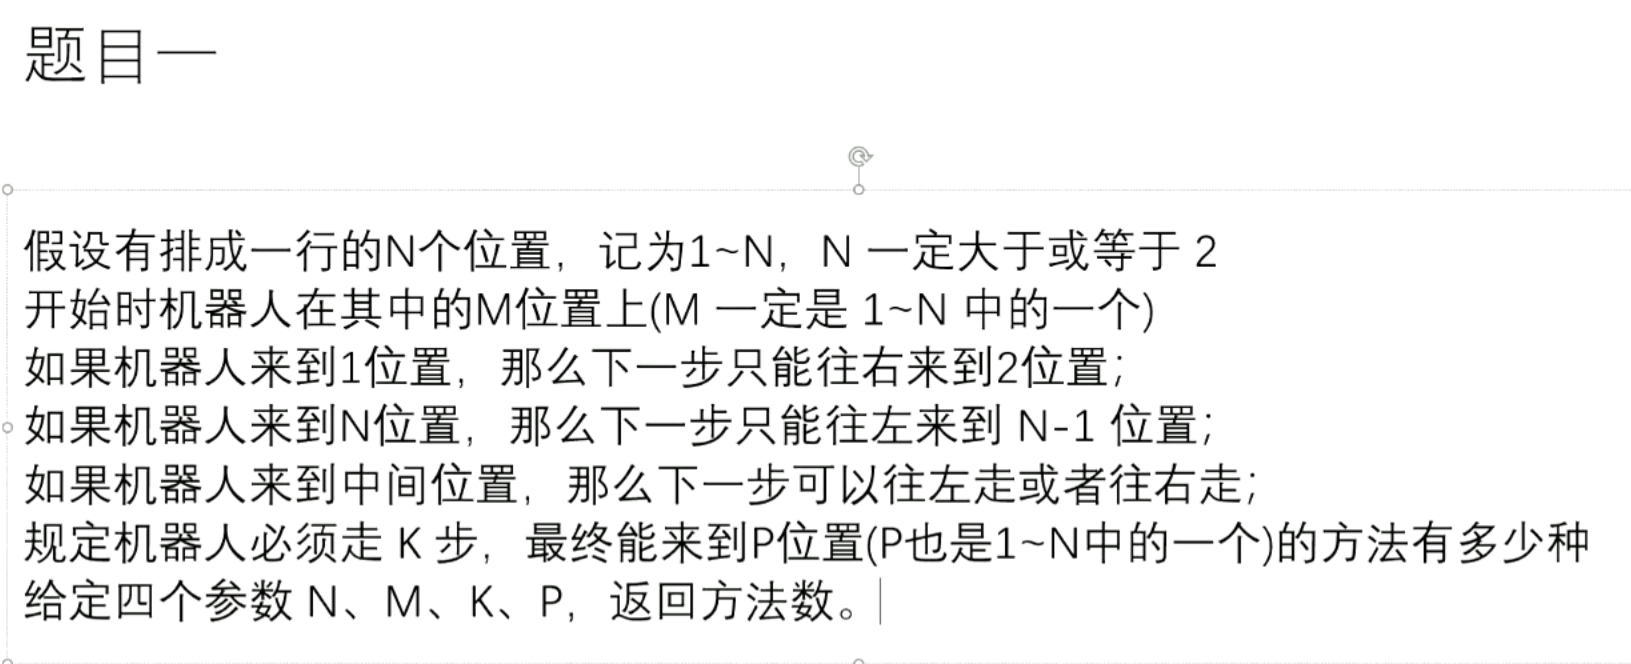 题目一
假设有排成一行的N个位置，记为1~N，N 一定大于或等于 2
开始时机器人在其中的M位置上(M 一定是 1~N 中的一个)
如果机器人来到1位置，那么下一步只能往右来到2位置；
如果机器人来到N位置，那么下一步只能往左来到 N-1 位置；
如果机器人来到中间位置，那么下一步可以往左走或者往右走；
规定机器人必须走 K 步，最终能来到P位置(P也是1~N中的一个)的方法有多少种
给定四个参数 N、M、K、P，返回方法数。